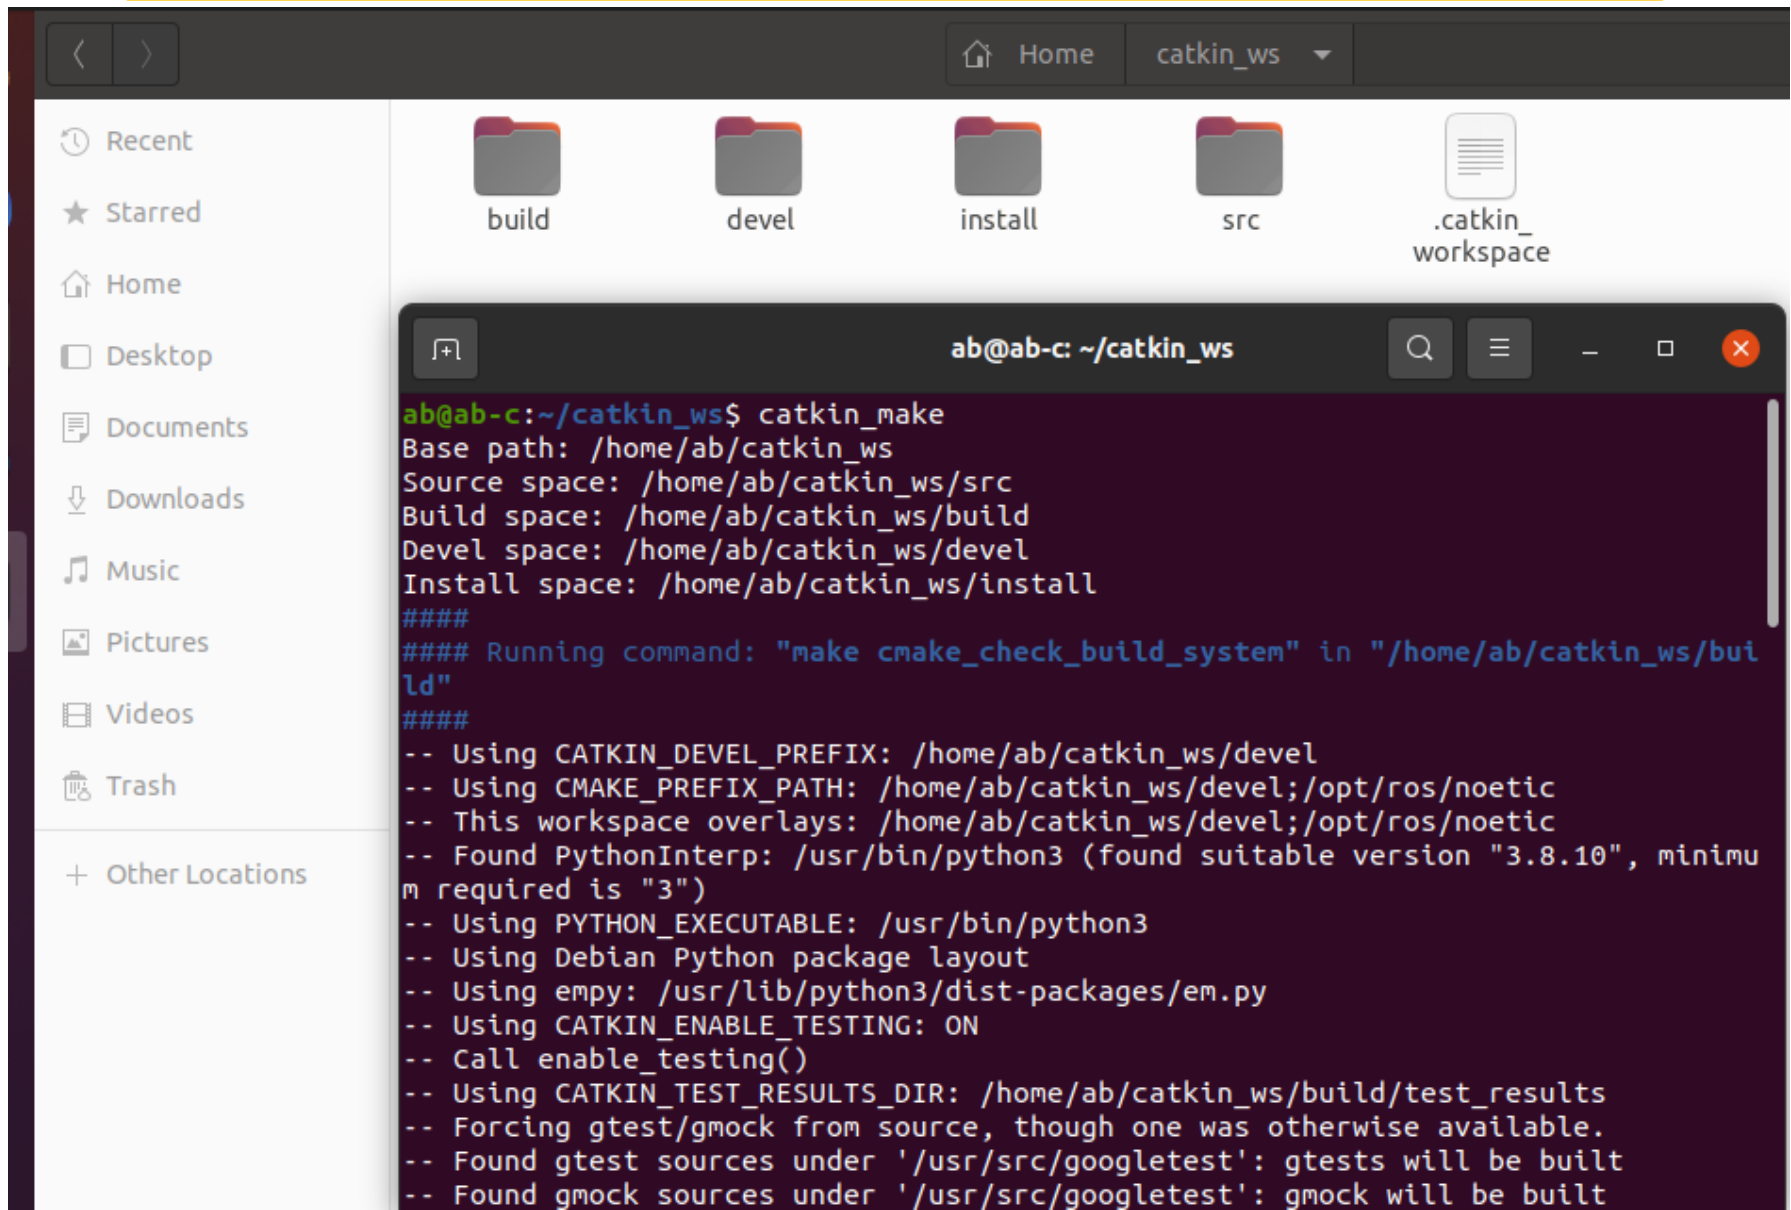 Home catkin_ws
Recent
Starred
Home
Desktop
Documents
Downloads
Music
Pictures
Videos
Trash
Other Locations
build
devel
install
src
.catkin_
workspace
ab@ab-c: ~/catkin_ws
ab@ab-c:~/catkin_ws$ catkin_make
Base path: /home/ab/catkin_ws
Source space: /home/ab/catkin_ws/src
Build space: /home/ab/catkin_ws/build
Devel space: /home/ab/catkin_ws/devel
Install space: /home/ab/catkin_ws/install
####
#### Running command: "make cmake_check_build_system" in "/home/ab/catkin_ws/bui
ld"
####
-- Using CATKIN_DEVEL_PREFIX: /home/ab/catkin_ws/devel
-- Using CMAKE_PREFIX_PATH: /home/ab/catkin_ws/devel;/opt/ros/noetic
-- This workspace overlays: /home/ab/catkin_ws/devel;/opt/ros/noetic
-- Found PythonInterp: /usr/bin/python3 (found suitable version "3.8.10", minimu
m required is "3")
-- Using PYTHON_EXECUTABLE: /usr/bin/python3
-- Using Debian Python package layout
-- Using empy: /usr/lib/python3/dist-packages/em.py
-- Using CATKIN_ENABLE_TESTING: ON
-- Call enable_testing()
-- Using CATKIN_TEST_RESULTS_DIR: /home/ab/catkin_ws/build/test_results
-- Forcing gtest/gmock from source, though one was otherwise available.
-- Found gtest sources under '/usr/src/googletest': gtests will be built
-- Found gmock sources under '/usr/src/googletest': gmock will be built